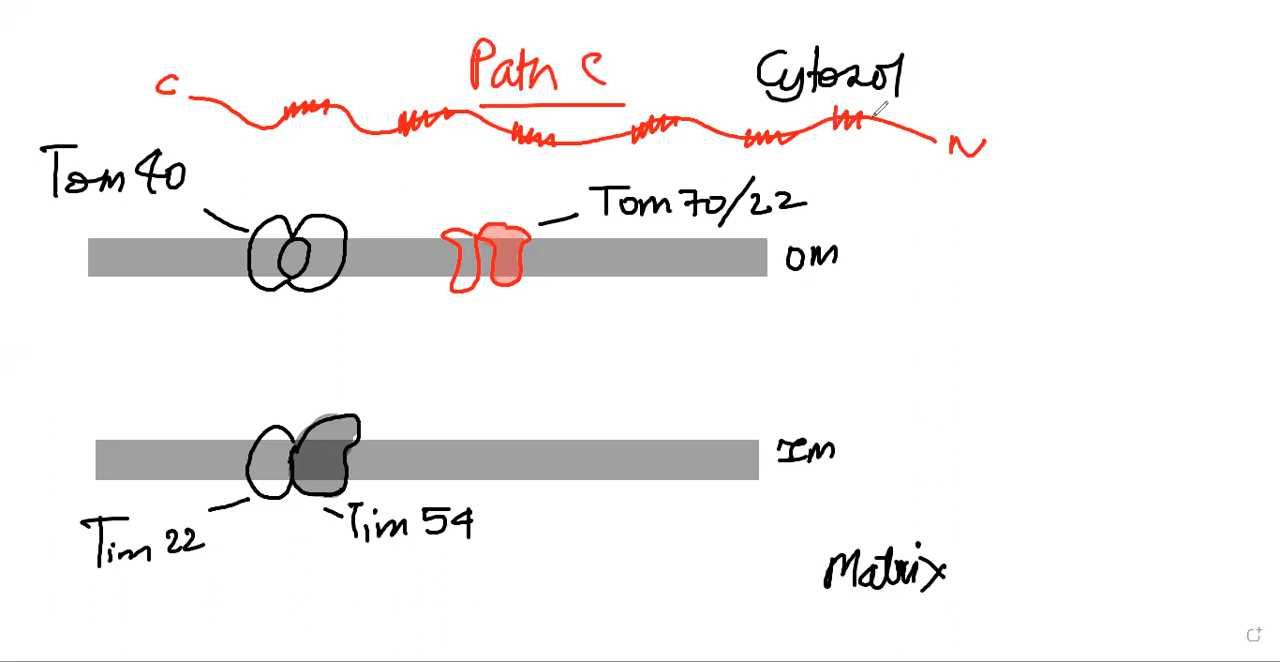 Path C
Cytosol
C
N
Tom 40
Tom 70/22
OM
IM
Tim 22
Tim 54
Matrix